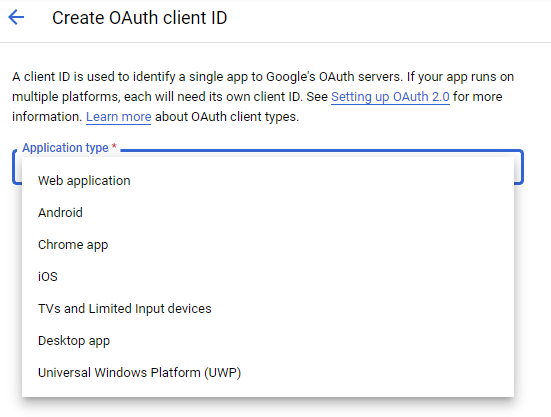 Create OAuth client ID
A client ID is used to identify a single app to Google's OAuth servers. If your app runs on
multiple platforms, each will need its own client ID. See Setting up OAuth 2.0 for more
information. Learn more about OAuth client types.
Application type *
Web application
Android
Chrome app
iOS
TVs and Limited Input devices
Desktop app
Universal Windows Platform (UWP)